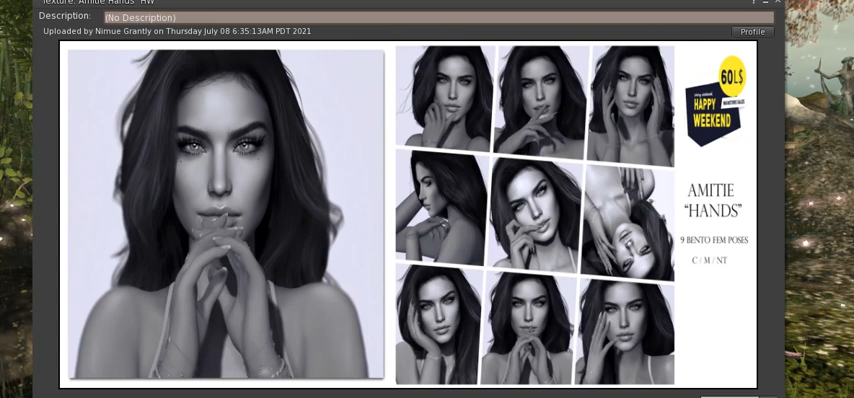 Texture: Amitie Hands HW
Description: (No Description)
Uploaded by Nimue Grantly on Thursday July 08 6:35:13AM PDT 2021
Profile
60L$
HAPPY
WEEKEND
AMITIE
“HANDS”
9 BENTO FEM POSES
C / M / NT